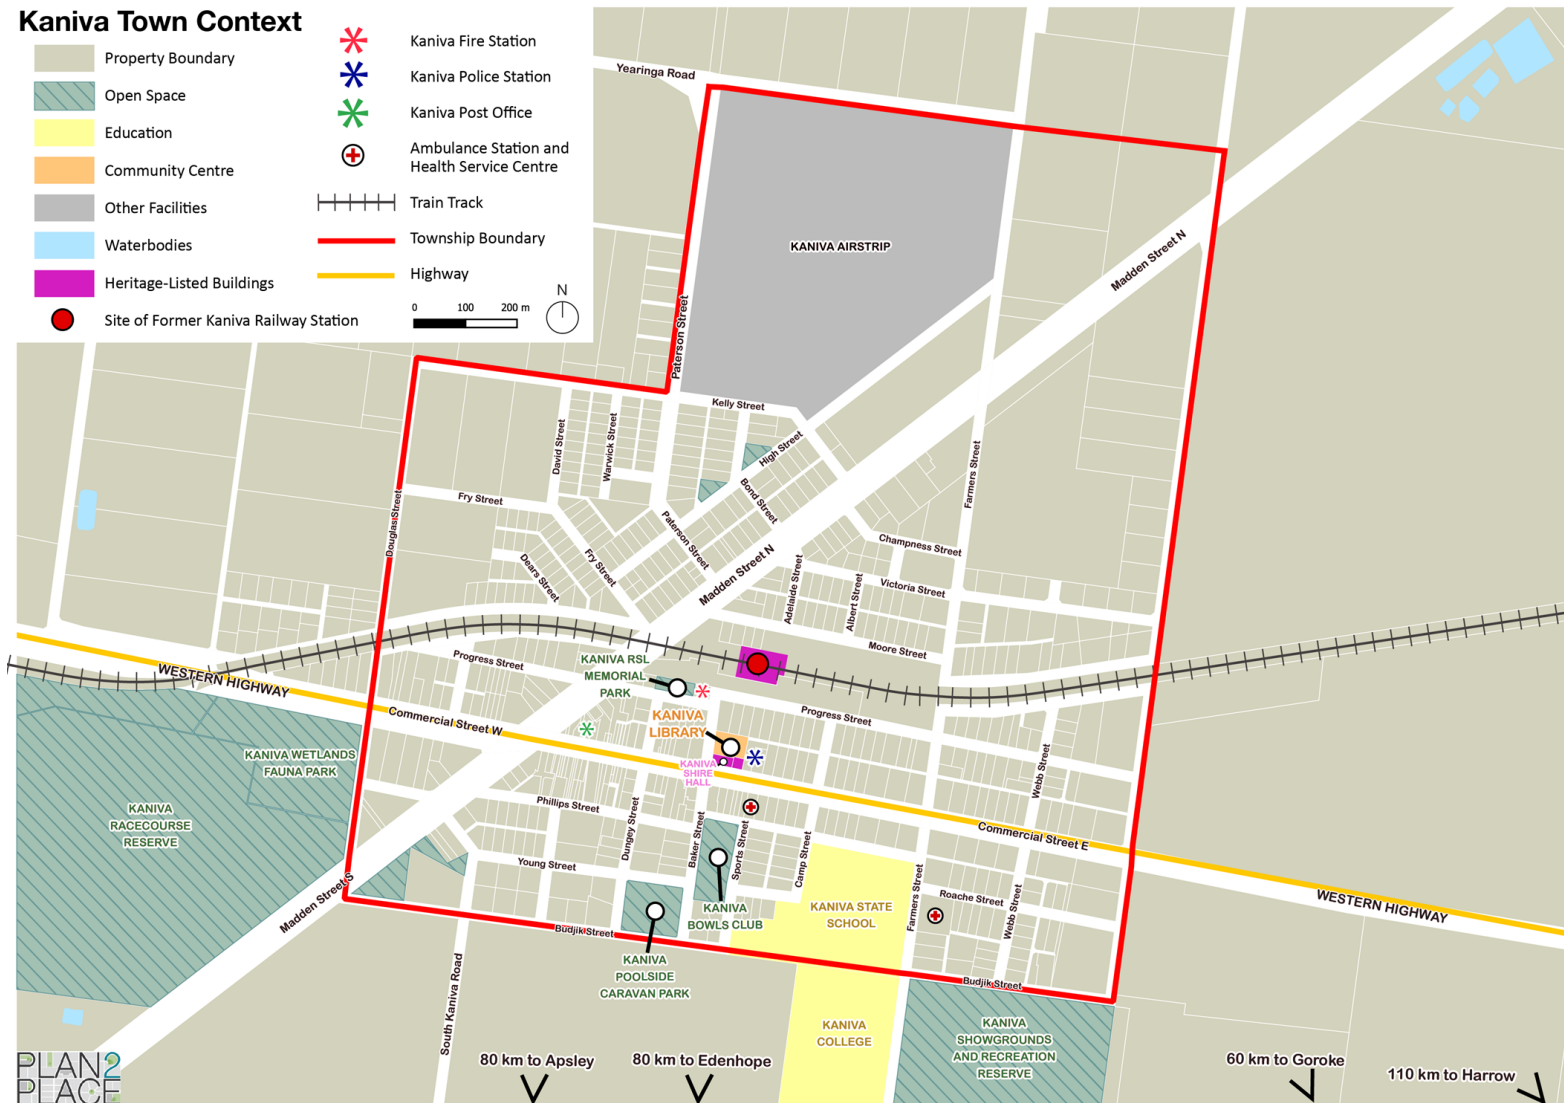 Kaniva Town Context
Property Boundary
Open Space
Education
Community Centre
Other Facilities
Waterbodies
Heritage-Listed Buildings
Site of Former Kaniva Railway Station
Kaniva Fire Station
Kaniva Police Station
Kaniva Post Office
Ambulance Station and
Health Service Centre
Train Track
Township Boundary
Highway
0 100 200 m
N
Yearinga Road
KANIVA AIRSTRIP
Madden Street N
Paterson Street
Kelly Street
David Street
Warwick Street
High Street
Bond Street
Farmers Street
Fry Street
Douglas Street
Paterson Street
Champness Street
Fry Street
Dears Street
Madden Street N
Adelaide Street
Albert Street
Victoria Street
Moore Street
Progress Street
KANIVA RSL
MEMORIAL
PARK
WESTERN HIGHWAY
Commercial Street W
KANIVA
LIBRARY
Progress Street
KANIVA WETLANDS
FAUNA PARK
KANIVA
SHIRE
HALL
Webb Street
KANIVA
RACECOURSE
RESERVE
Phillips Street
Dungey Street
Baker Street
Sports Street
Camp Street
Commercial Street E
Young Street
Madden Street S
KANIVA
BOWLS CLUB
KANIVA STATE
SCHOOL
Farmers Street
Roache Street
Webb Street
WESTERN HIGHWAY
Budjik Street
KANIVA
POOLSIDE
CARAVAN PARK
Budjik Street
South Kaniva Road
KANIVA
COLLEGE
KANIVA
SHOWGROUNDS
AND RECREATION
RESERVE
80 km to Apsley
80 km to Edenhope
60 km to Goroke
110 km to Harrow
PLAN2
PLACE